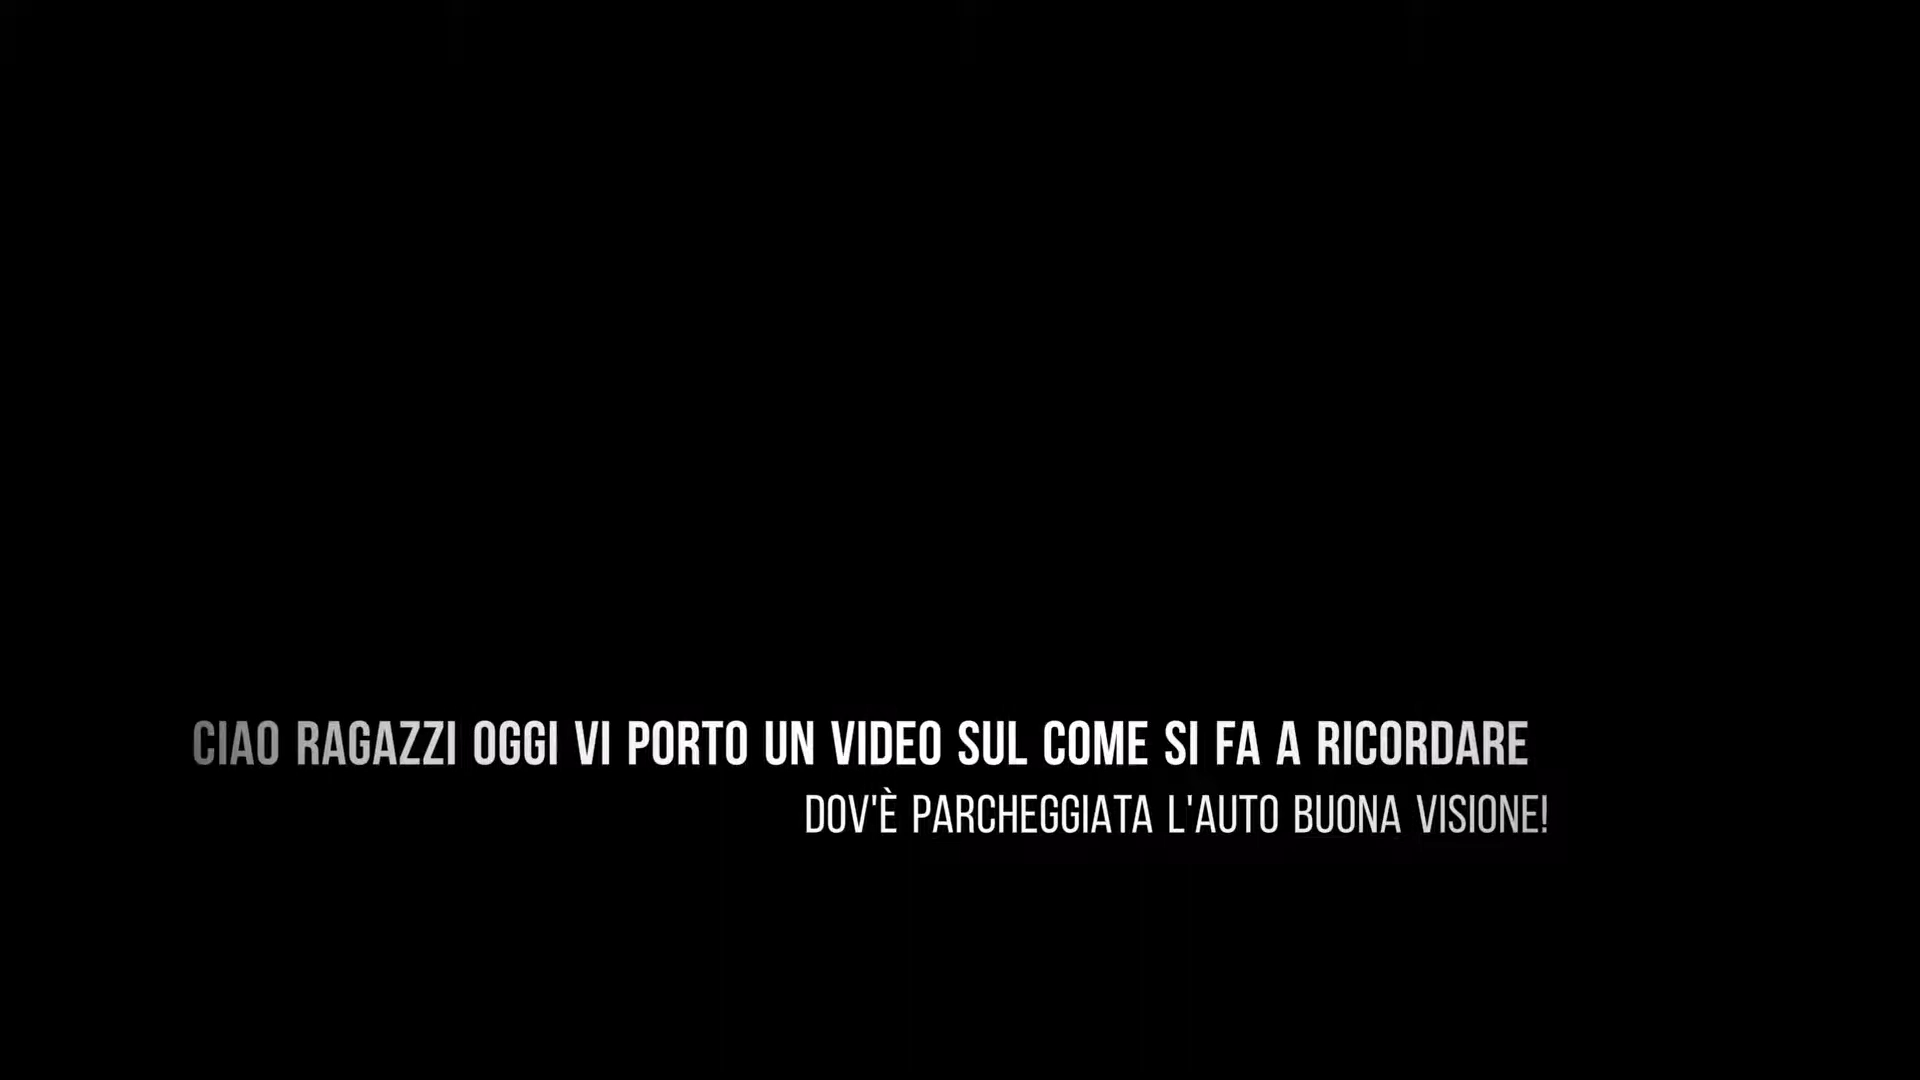 CIAO RAGAZZI OGGI VI PORTO UN VIDEO SUL COME SI FA A RICORDARE
DOV'È PARCHEGGIATA L'AUTO BUONA VISIONE!